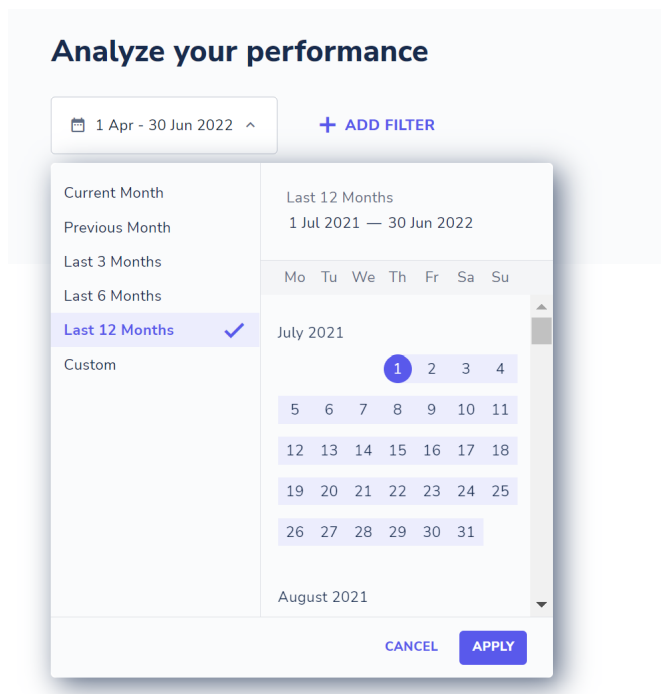 Analyze your performance
1 Apr - 30 Jun 2022
ADD FILTER
Current Month
Previous Month
Last 3 Months
Last 6 Months
Last 12 Months
Custom
Last 12 Months
1 Jul 2021 — 30 Jun 2022
Mo Tu We Th Fr Sa Su
July 2021
1 2 3 4
5 6 7 8 9 10 11
12 13 14 15 16 17 18
19 20 21 22 23 24 25
26 27 28 29 30 31
August 2021
CANCEL APPLY